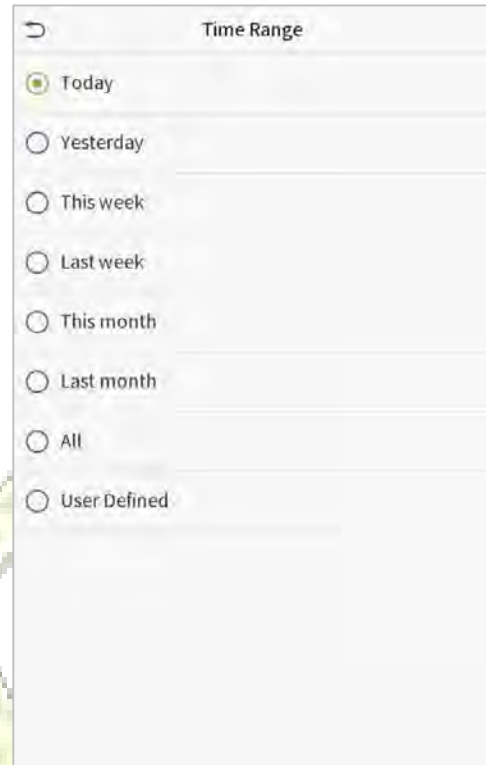 Time Range
Today
Yesterday
This week
Last week
This month
Last month
All
User Defined